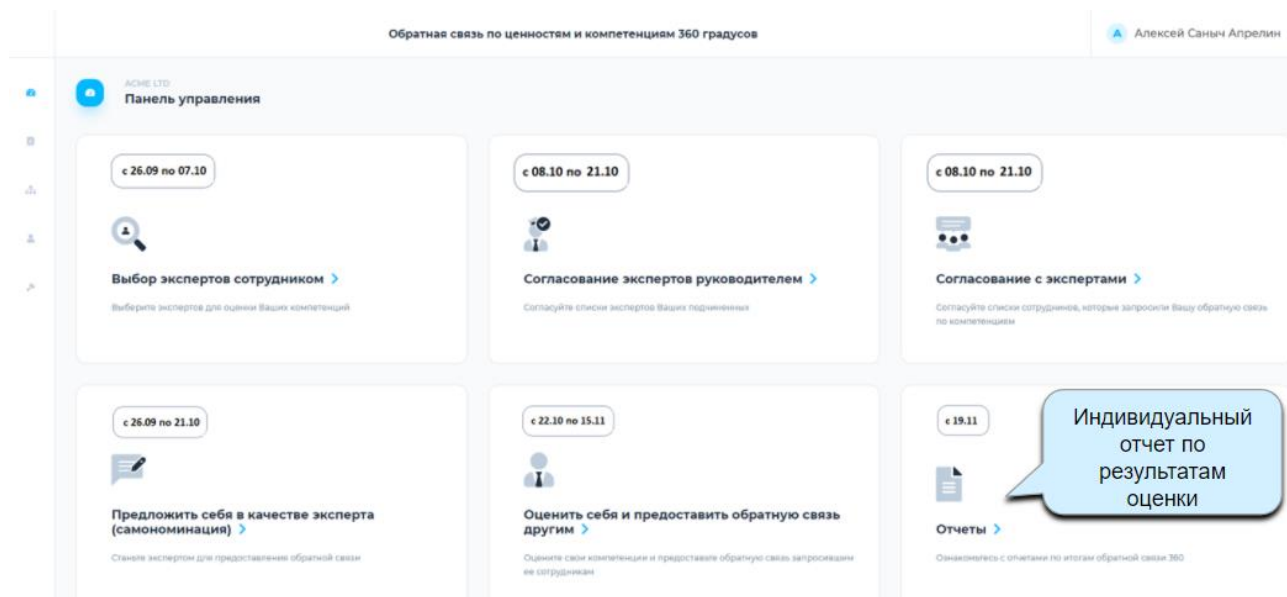 Обратная связь по ценностям и компетенциям 360 градусов
А Алексей Саныч Апрелин
ACME LTD
Панель управления
с 26.09 по 07.10
с 08.10 по 21.10
с 08.10 по 21.10
Выбор экспертов сотрудником
Выберите экспертов для оценки Ваших компетенций
Согласование экспертов руководителем
Согласуйте списки экспертов Ваших подчиненных
Согласование с экспертами
Согласуйте списки сотрудников, которые запросили Вашу обратную связь
по компетенциям
с 26.09 по 21.10
Предложить себя в качестве эксперта
(самономинация)
Станьте экспертом для предоставления обратной связи
с 22.10 по 15.11
Оценить себя и предоставить обратную связь
другим
Оцените свои компетенции и предоставьте обратную связь запросившим
ее сотрудникам
с 19.11
Индивидуальный
отчет по
результатам
оценки
Отчеты
Ознакомьтесь с отчетами по итогам обратной связи 360